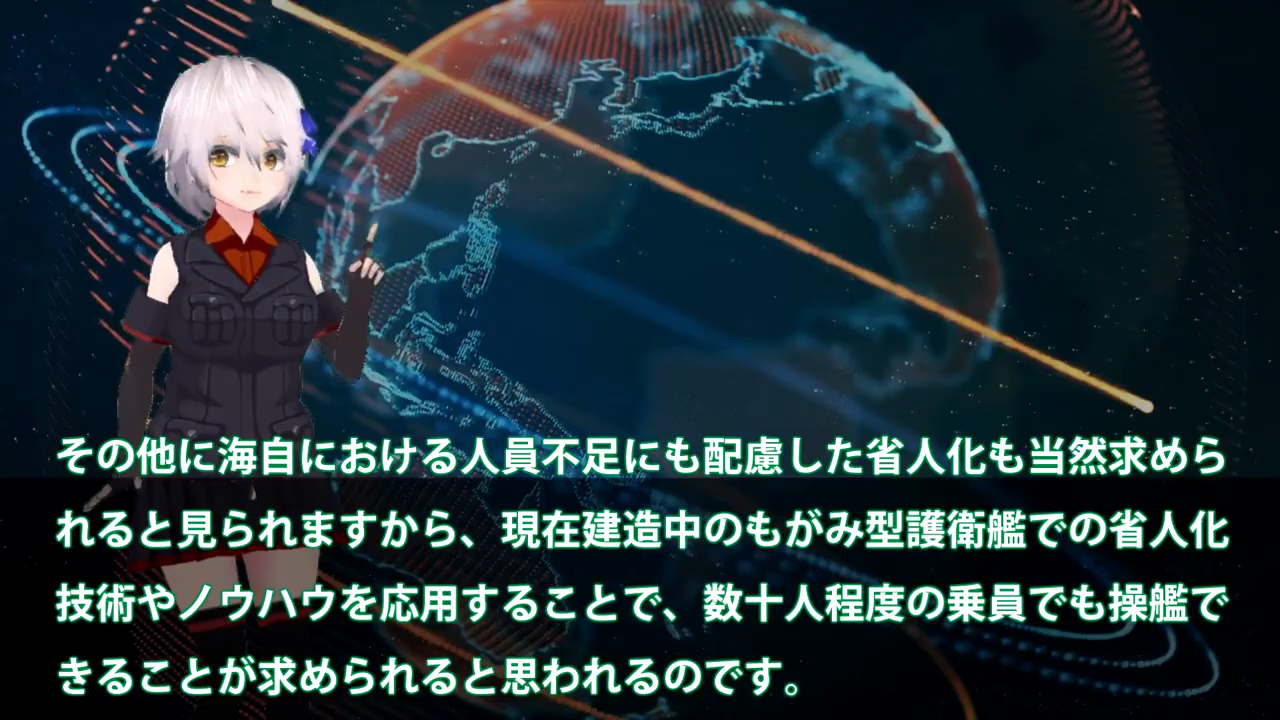 その他に海自における人員不足にも配慮した省人化も当然求めら
れると見られますから、現在建造中のもがみ型護衛艦での省人化
技術やノウハウを応用することで、数十人程度の乗員でも操艦で
きることが求められると思われるのです。